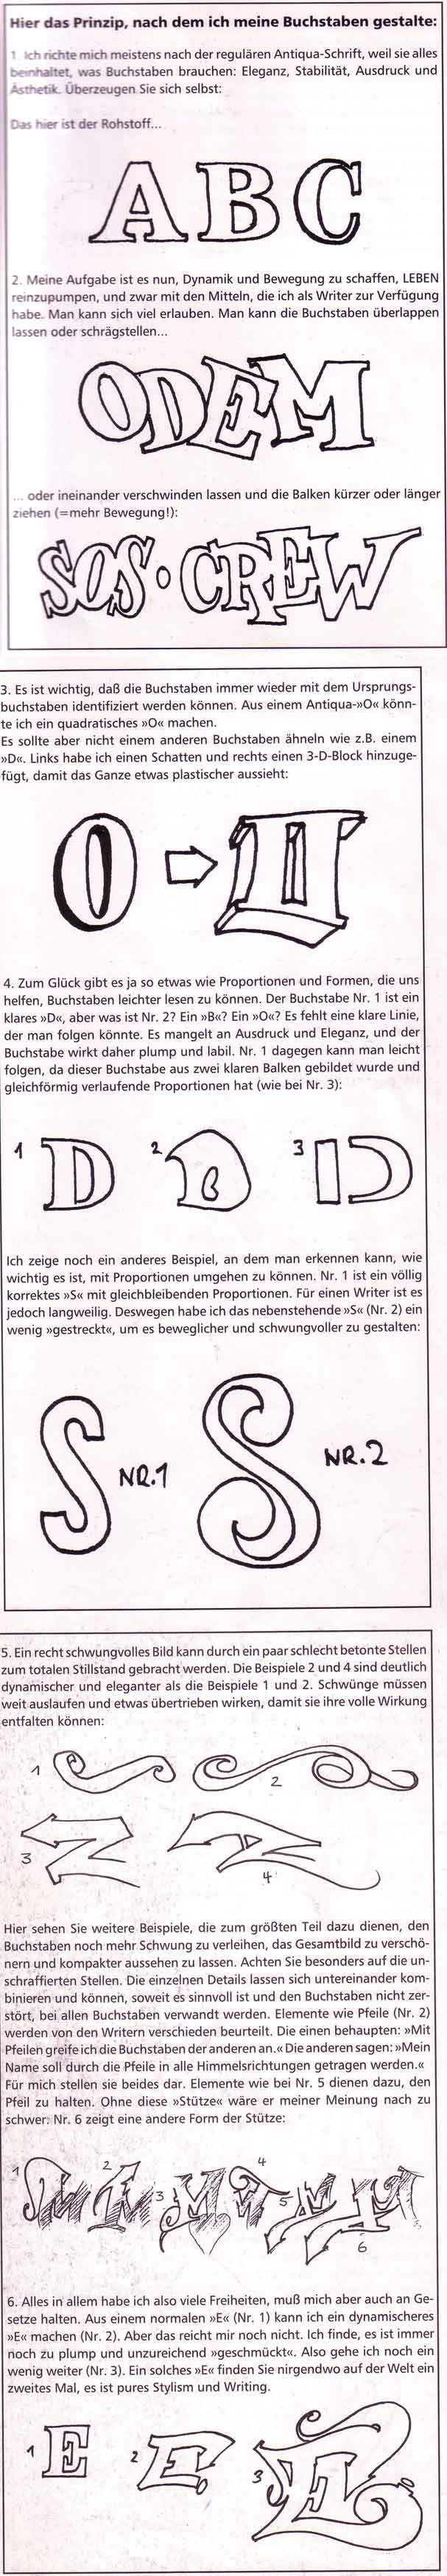 Hier das Prinzip, nach dem ich meine Buchstaben gestalte:
1. Ich richte mich meistens nach der regulären Antiqua-Schrift, weil sie alles
beinhaltet, was Buchstaben brauchen: Eleganz, Stabilität, Ausdruck und
Ästhetik. Überzeugen Sie sich selbst:
Das hier ist der Rohstoff...
ABC
2. Meine Aufgabe ist es nun, Dynamik und Bewegung zu schaffen, LEBEN
reinzupumpen, und zwar mit den Mitteln, die ich als Writer zur Verfügung
habe. Man kann sich viel erlauben. Man kann die Buchstaben überlappen
lassen oder schrägstellen...
ODEM
... oder ineinander verschwinden lassen und die Balken kürzer oder länger
ziehen (=mehr Bewegung!):
SOS·CREW
3. Es ist wichtig, daß die Buchstaben immer wieder mit dem Ursprungs-
buchstaben identifiziert werden können. Aus einem Antiqua-»O« könn-
te ich ein quadratisches »O« machen.
Es sollte aber nicht einem anderen Buchstaben ähneln wie z.B. einem
»D«. Links habe ich einen Schatten und rechts einen 3-D-Block hinzuge-
fügt, damit das Ganze etwas plastischer aussieht:
O
4. Zum Glück gibt es ja so etwas wie Proportionen und Formen, die uns
helfen, Buchstaben leichter lesen zu können. Der Buchstabe Nr. 1 ist ein
klares »D«, aber was ist Nr. 2? Ein »B«? Ein »O«? Es fehlt eine klare Linie,
der man folgen könnte. Es mangelt an Ausdruck und Eleganz, und der
Buchstabe wirkt daher plump und labil. Nr. 1 dagegen kann man leicht
folgen, da dieser Buchstabe aus zwei klaren Balken gebildet wurde und
gleichförmig verlaufende Proportionen hat (wie bei Nr. 3):
1 D 2 3 D
Ich zeige noch ein anderes Beispiel, an dem man erkennen kann, wie
wichtig es ist, mit Proportionen umgehen zu können. Nr. 1 ist ein völlig
korrektes »S« mit gleichbleibenden Proportionen. Für einen Writer ist es
jedoch langweilig. Deswegen habe ich das nebenstehende »S« (Nr. 2) ein
wenig »gestreckt«, um es beweglicher und schwungvoller zu gestalten:
S NR.1 S NR.2
5. Ein recht schwungvolles Bild kann durch ein paar schlecht betonte Stellen
zum totalen Stillstand gebracht werden. Die Beispiele 2 und 4 sind deutlich
dynamischer und eleganter als die Beispiele 1 und 2. Schwünge müssen
weit auslaufen und etwas übertrieben wirken, damit sie ihre volle Wirkung
entfalten können:
1 2
3 4
Hier sehen Sie weitere Beispiele, die zum größten Teil dazu dienen, den
Buchstaben noch mehr Schwung zu verleihen, das Gesamtbild zu verschö-
nern und kompakter aussehen zu lassen. Achten Sie besonders auf die un-
schraffierten Stellen. Die einzelnen Details lassen sich untereinander kom-
binieren und können, soweit es sinnvoll ist und den Buchstaben nicht zer-
stört, bei allen Buchstaben verwandt werden. Elemente wie Pfeile (Nr. 2)
werden von den Writern verschieden beurteilt. Die einen behaupten: »Mit
Pfeilen greife ich die Buchstaben der anderen an.« Die anderen sagen: »Mein
Name soll durch die Pfeile in alle Himmelsrichtungen getragen werden.«
Für mich stellen sie beides dar. Elemente wie bei Nr. 5 dienen dazu, den
Pfeil zu halten. Ohne diese »Stütze« wäre er meiner Meinung nach zu
schwer. Nr. 6 zeigt eine andere Form der Stütze:
1 2 3 4 5 6
6. Alles in allem habe ich also viele Freiheiten, muß mich aber auch an Ge-
setze halten. Aus einem normalen »E« (Nr. 1) kann ich ein dynamischeres
»E« machen (Nr. 2). Aber das reicht mir noch nicht. Ich finde, es ist immer
noch zu plump und unzureichend »geschmückt«. Also gehe ich noch ein
wenig weiter (Nr. 3). Ein solches »E« finden Sie nirgendwo auf der Welt ein
zweites Mal, es ist pures Stylism und Writing.
1 E 2 E 3 E